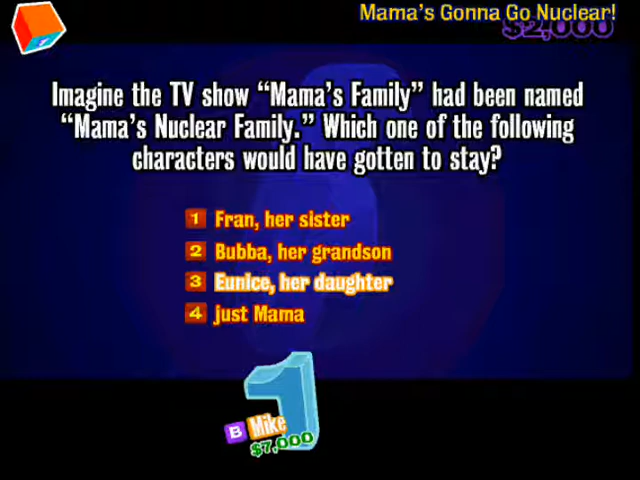 Mama's Gonna Go Nuclear!
$2,000
Imagine the TV show “Mama's Family” had been named
“Mama's Nuclear Family.” Which one of the following
characters would have gotten to stay?
1 Fran, her sister
2 Bubba, her grandson
3 Eunice, her daughter
4 just Mama
1
B Mike
$7,000